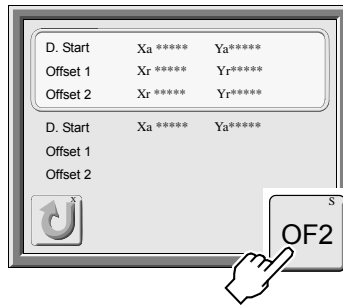 D. Start Xa ***** Ya*****
Offset 1 Xr ***** Yr*****
Offset 2 Xr ***** Yr*****
D. Start Xa ***** Ya*****
Offset 1
Offset 2
X
S
OF2